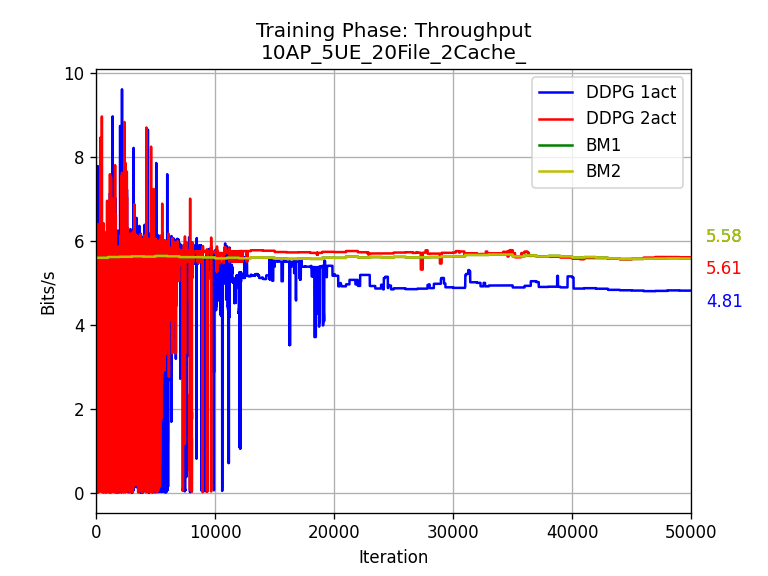 Training Phase: Throughput
10AP_5UE_20File_2Cache_
10
8
6
4
2
0
Bits/s
DDPG 1act
DDPG 2act
BM1
BM2
5.58
5.61
4.81
0
10000
20000
30000
40000
50000
Iteration